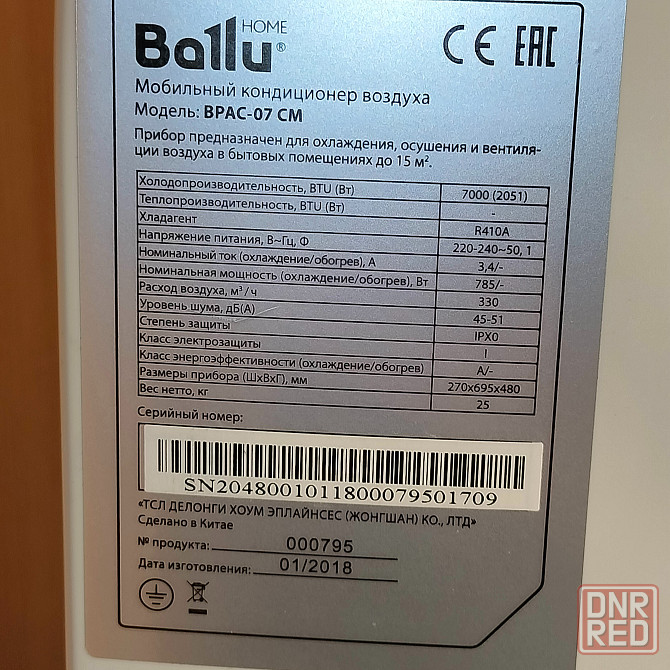 Ballu® HOME CE EAC
Мобильный кондиционер воздуха
Модель: BPAC-07 CM
Прибор предназначен для охлаждения, осушения и вентиля-
ции воздуха в бытовых помещениях до 15 м².
Холодопроизводительность, BTU (Вт) 7000 (2051)
Теплопроизводительность, BTU (Вт) -
Хладагент R410A
Напряжение питания, В~Гц, Ф 220-240~50, 1
Номинальный ток (охлаждение/обогрев), А 3,4/-
Номинальная мощность (охлаждение/обогрев), Вт 785/-
Расход воздуха, м³/ч 330
Уровень шума, дБ(А) 45-51
Степень защиты IPX0
Класс электрозащиты I
Класс энергоэффективности (охлаждение/обогрев) A/-
Размеры прибора (ШхВхГ), мм 270х695х480
Вес нетто, кг 25
Серийный номер:
SN2048001011800079501709
«ТСЛ ДЕЛОНГИ ХОУМ ЭПЛАЙНСЕС (ЖОНГШАН) КО., ЛТД»
Сделано в Китае
№ продукта: 000795
Дата изготовления: 01/2018
DNR
RED